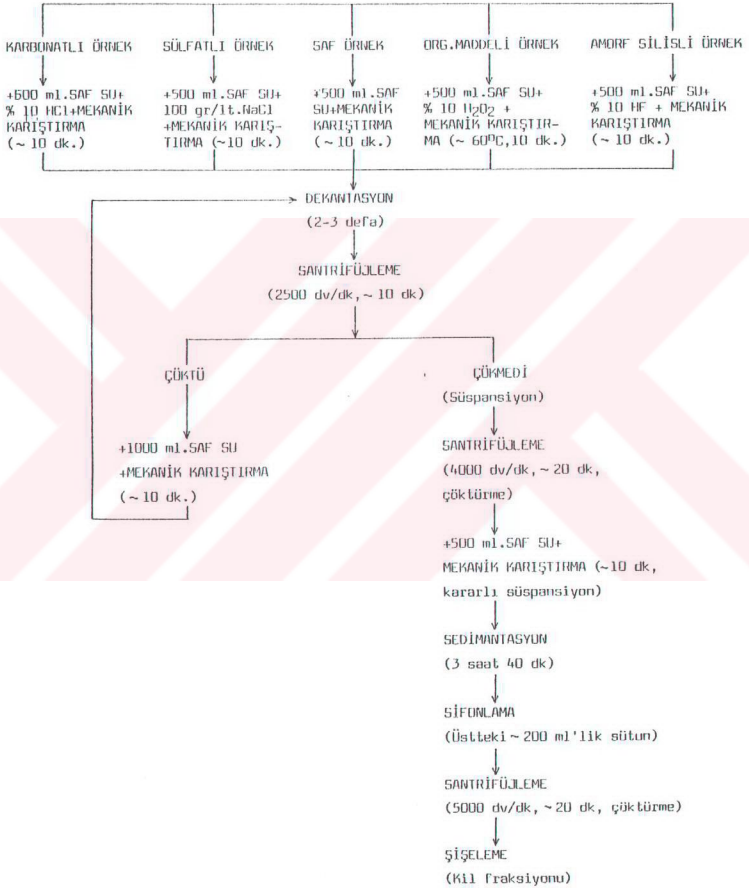 KARBONATLI ÖRNEK
+600 ml.SAF SU+
% 10 HCl+MEKANİK
KARIŞTIRMA
(~ 10 dk.)
SÜLFATLI ÖRNEK
+500 ml.SAF SU+
100 gr/lt.NaCl
+MEKANİK KARIŞ-
TIRMA (~10 dk.)
SAF ÖRNEK
+500 ml.SAF
SU+MEKANİK
KARIŞTIRMA
(~ 10 dk.)
ORG.MADDELİ ÖRNEK
+500 ml.SAF SU+
% 10 H₂O₂ +
MEKANİK KARIŞTIR-
MA (~ 60ºC,10 dk.)
AMORF SİLİSLİ ÖRNEK
+500 ml.SAF SU+
% 10 HF + MEKANİK
KARIŞTIRMA
(~ 10 dk.)
DEKANTASYON
(2-3 defa)
SANTRİFÜJLEME
(2500 dv/dk,~ 10 dk)
ÇÖKTÜ
+1000 ml.SAF SU
+MEKANİK KARIŞTIRMA
(~ 10 dk.)
ÇÖKMEDİ
(Süspansiyon)
SANTRİFÜJLEME
(4000 dv/dk,~ 20 dk,
çöktürme)
+500 ml.SAF SU+
MEKANİK KARIŞTIRMA (~10 dk,
kararlı süspansiyon)
SEDİMANTASYON
(3 saat 40 dk)
SİFONLAMA
(Üstteki ~ 200 ml'lik sütun)
SANTRİFÜJLEME
(5000 dv/dk, ~ 20 dk, çöktürme)
ŞİŞELEME
(Kil fraksiyonu)